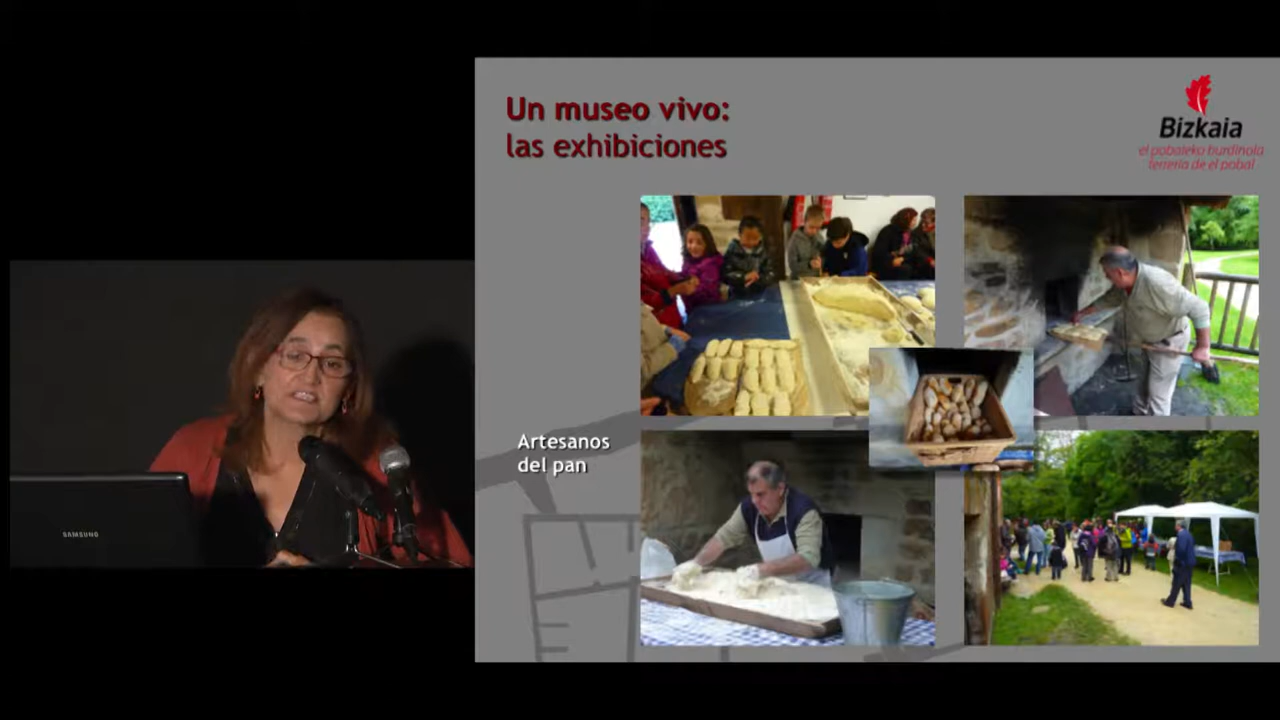 Un museo vivo:
las exhibiciones
Bizkaia
el pobaleko burdinola
ferrería de el pobal
Artesanos
del pan
SAMSUNG